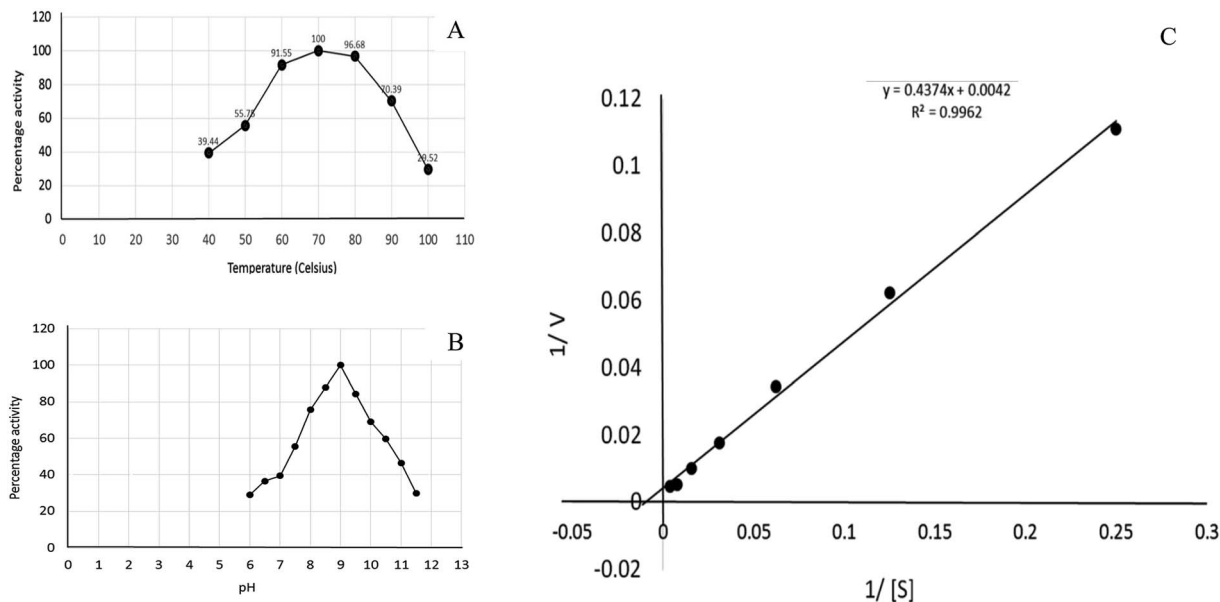 A
120
100
80
60
40
20
0
39.44
55.75
91.55
100
96.68
70.39
29.52
0 10 20 30 30 40 50 60 70 80 90 100 110
Percentage activity
Temperature (Celsius)
B
120
100
80
60
40
20
0
0 1 2 3 4 5 6 7 8 9 10 11 12 13
Percentage activity
pH
C
y = 0.4374x + 0.0042
R² = 0.9962
0.12
0.1
0.08
0.06
0.04
0.02
0
-0.02
-0.05 0 0.05 0.1 0.15 0.2 0.25 0.3
1/ V
1/ [S]